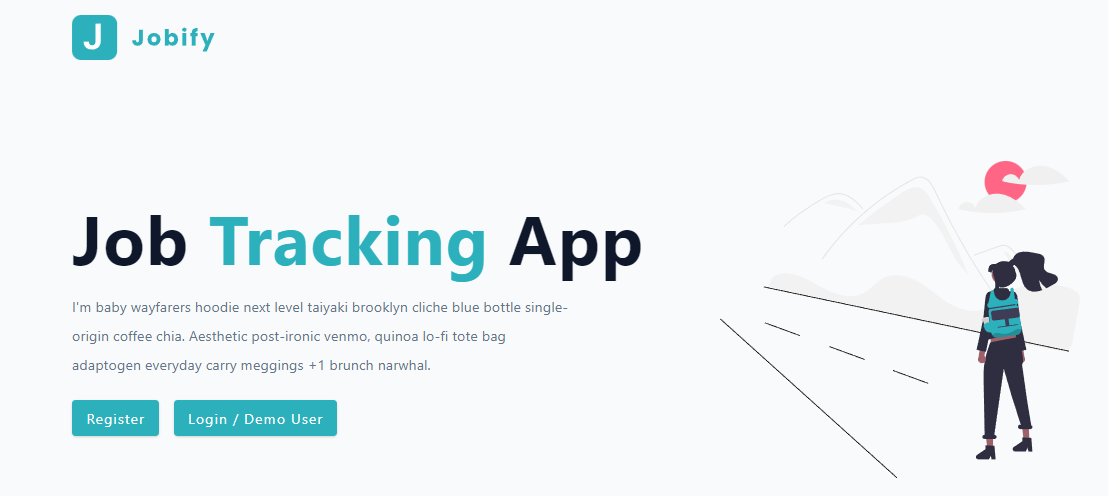 J Jobify
Job Tracking App
I'm baby wayfarers hoodie next level taiyaki brooklyn cliche blue bottle single-
origin coffee chia. Aesthetic post-ironic venmo, quinoa lo-fi tote bag
adaptogen everyday carry meggings +1 brunch narwhal.
Register Login / Demo User